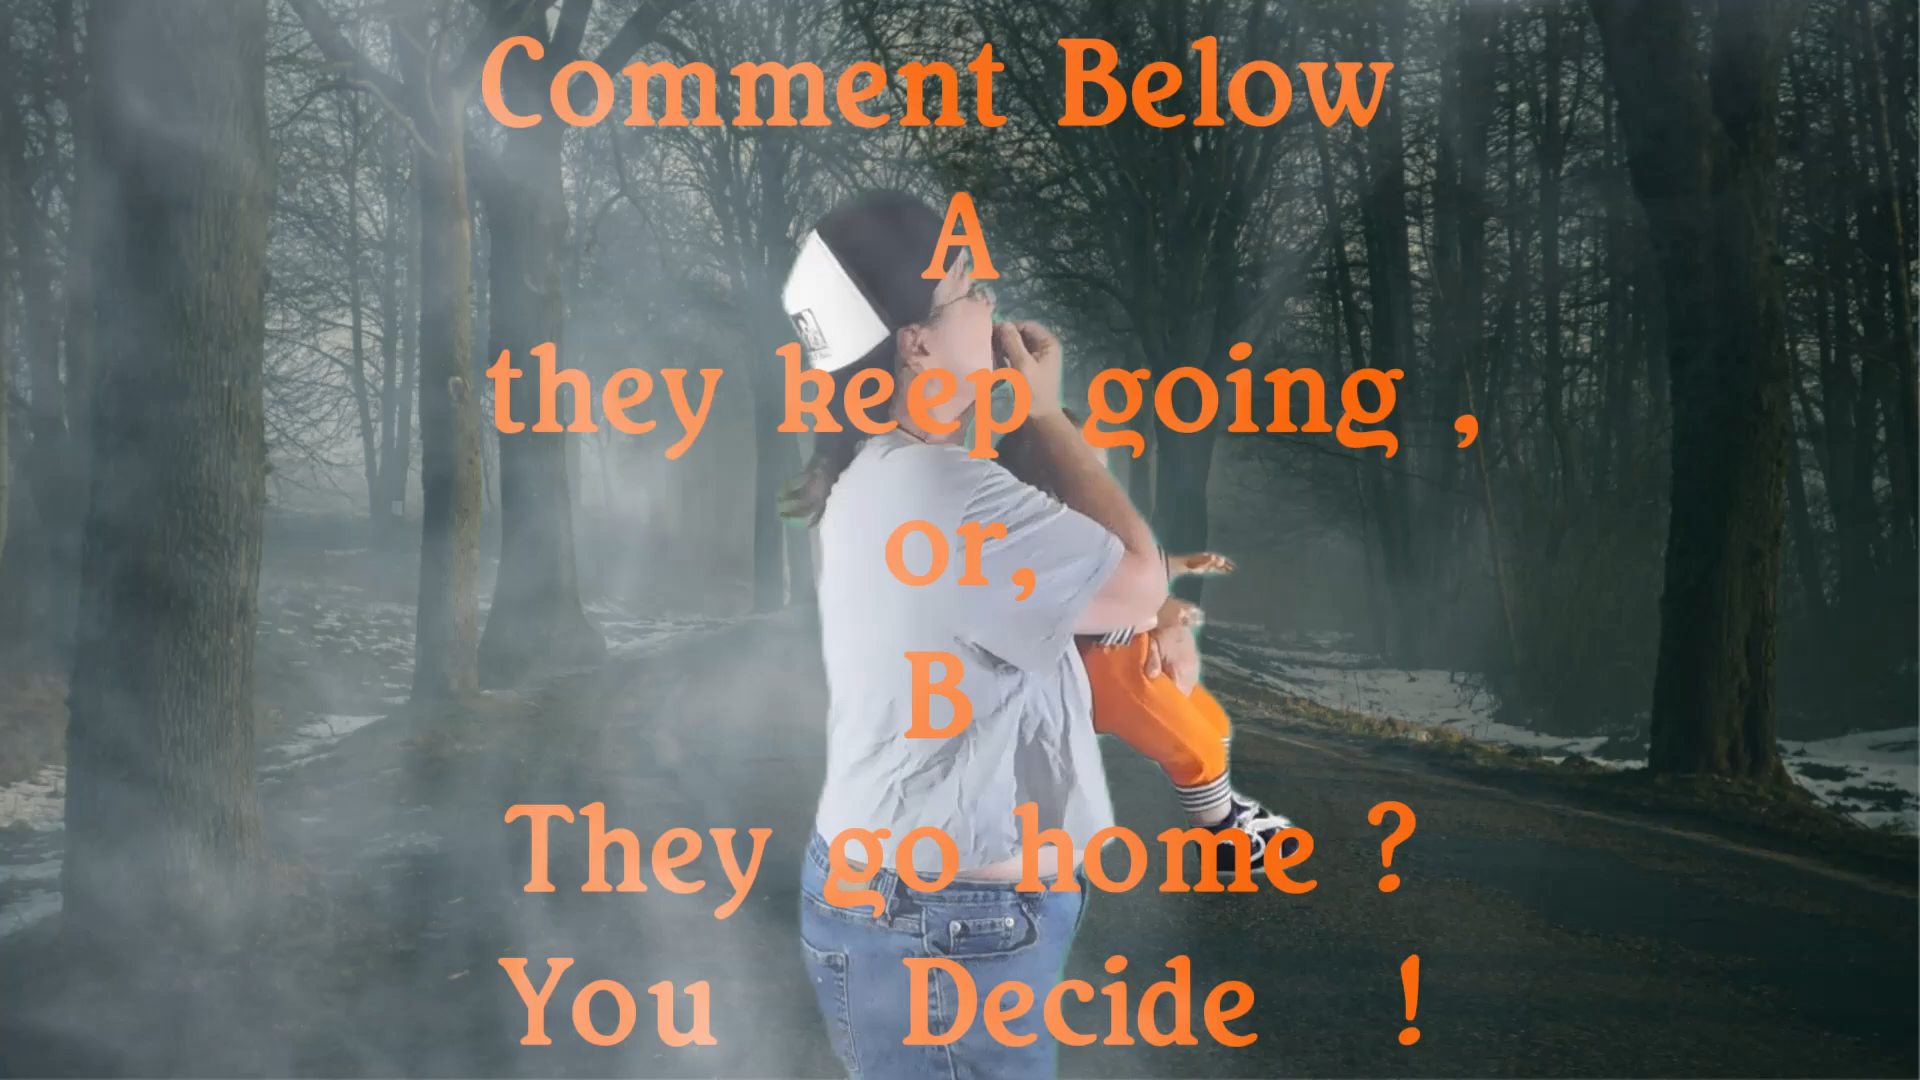 Comment Below
A
they keep going ,
or,
B
They go home ?
You Decide !